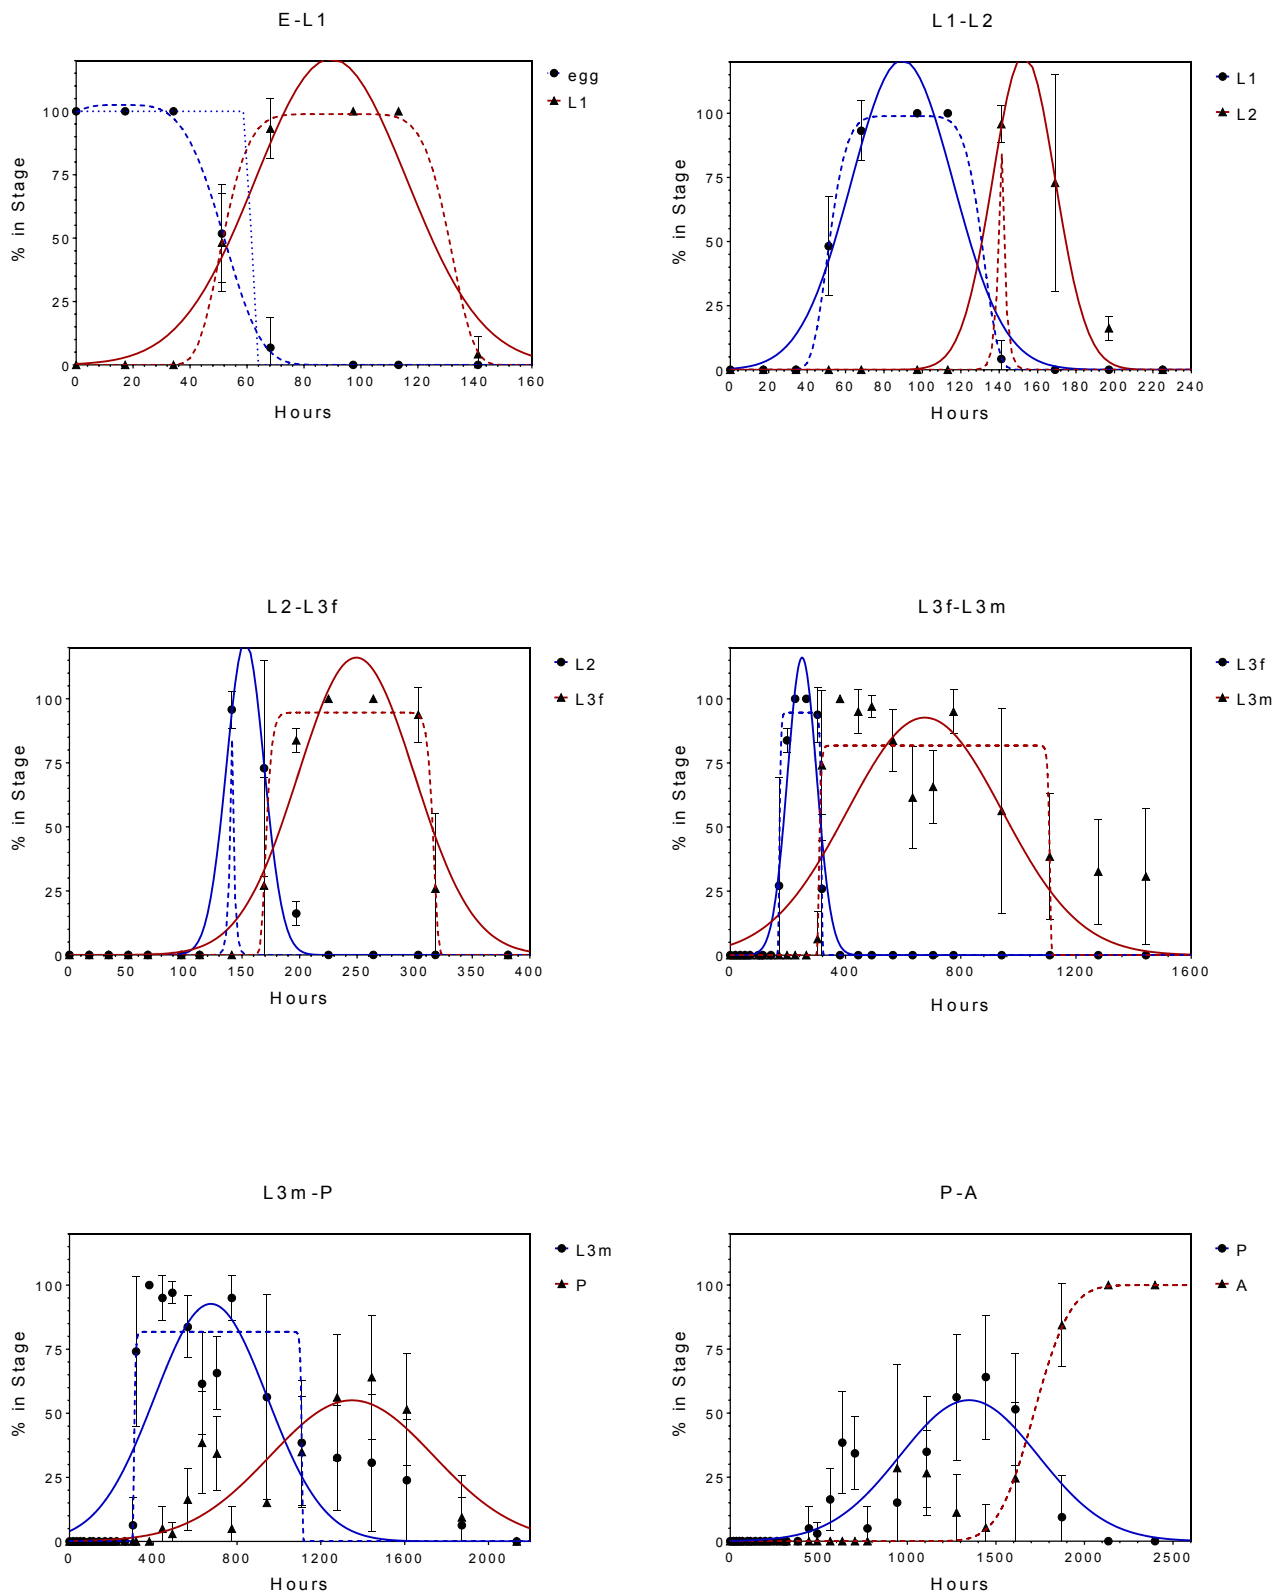 E-L1
L1-L2
% in Stage
100
75
50
25
0
0 20 40 60 80 100 120 140 160
Hours
egg
L1
% in Stage
100
75
50
25
0
0 20 40 60 80 100 120 140 160 180 200 220 240
Hours
L1
L2
L2-L3f
L3f-L3m
% in Stage
100
75
50
25
0
0 50 100 150 200 250 300 350 400
Hours
L2
L3f
% in Stage
100
75
50
25
0
0 400 800 1200 1600
Hours
L3f
L3m
L3m-P
P-A
% in Stage
100
75
50
25
0
0 400 800 1200 1600 2000
Hours
L3m
P
% in Stage
100
75
50
25
0
0 500 1000 1500 2000 2500
Hours
P
A